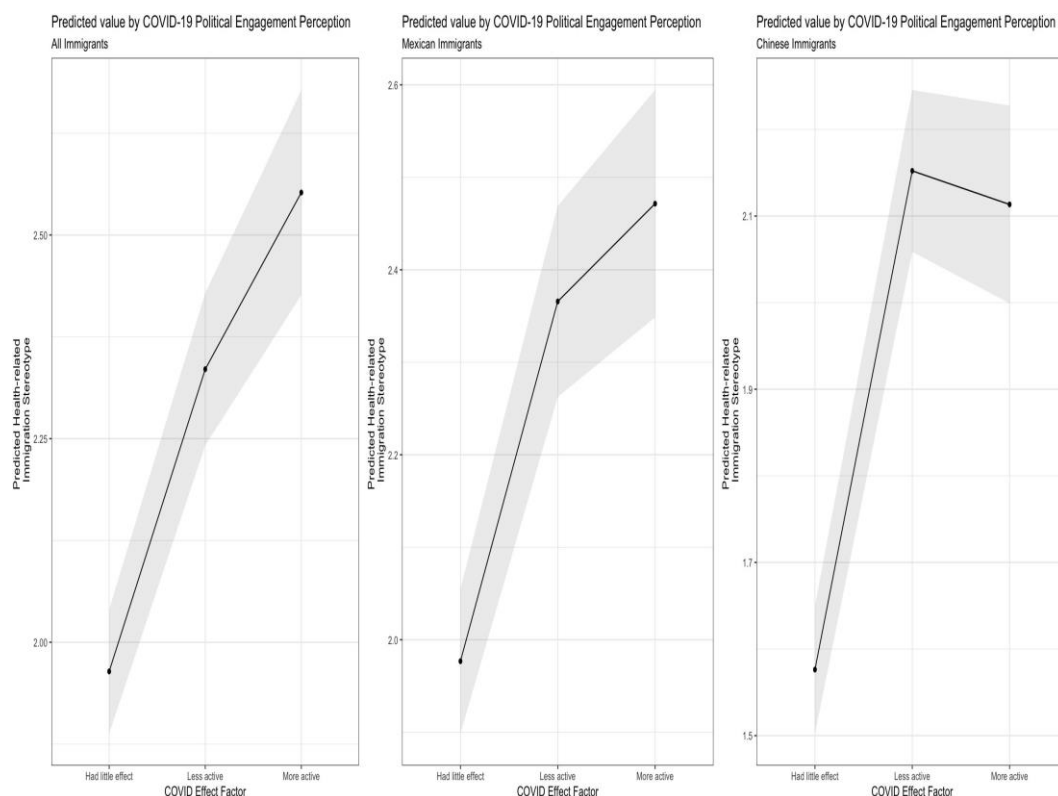 Predicted value by COVID-19 Political Engagement Perception
All Immigrants
Predicted Health-related
Immigration Stereotype
2.50
2.25
2.00
Had little effect
Less active
More active
COVID Effect Factor
Predicted value by COVID-19 Political Engagement Perception
Mexican Immigrants
Predicted Health-related
Immigration Stereotype
2.6
2.4
2.2
2.0
Had little effect
Less active
More active
COVID Effect Factor
Predicted value by COVID-19 Political Engagement Perception
Chinese Immigrants
Predicted Health-related
Immigration Stereotype
2.1
1.9
1.7
1.5
Had little effect
Less active
More active
COVID Effect Factor